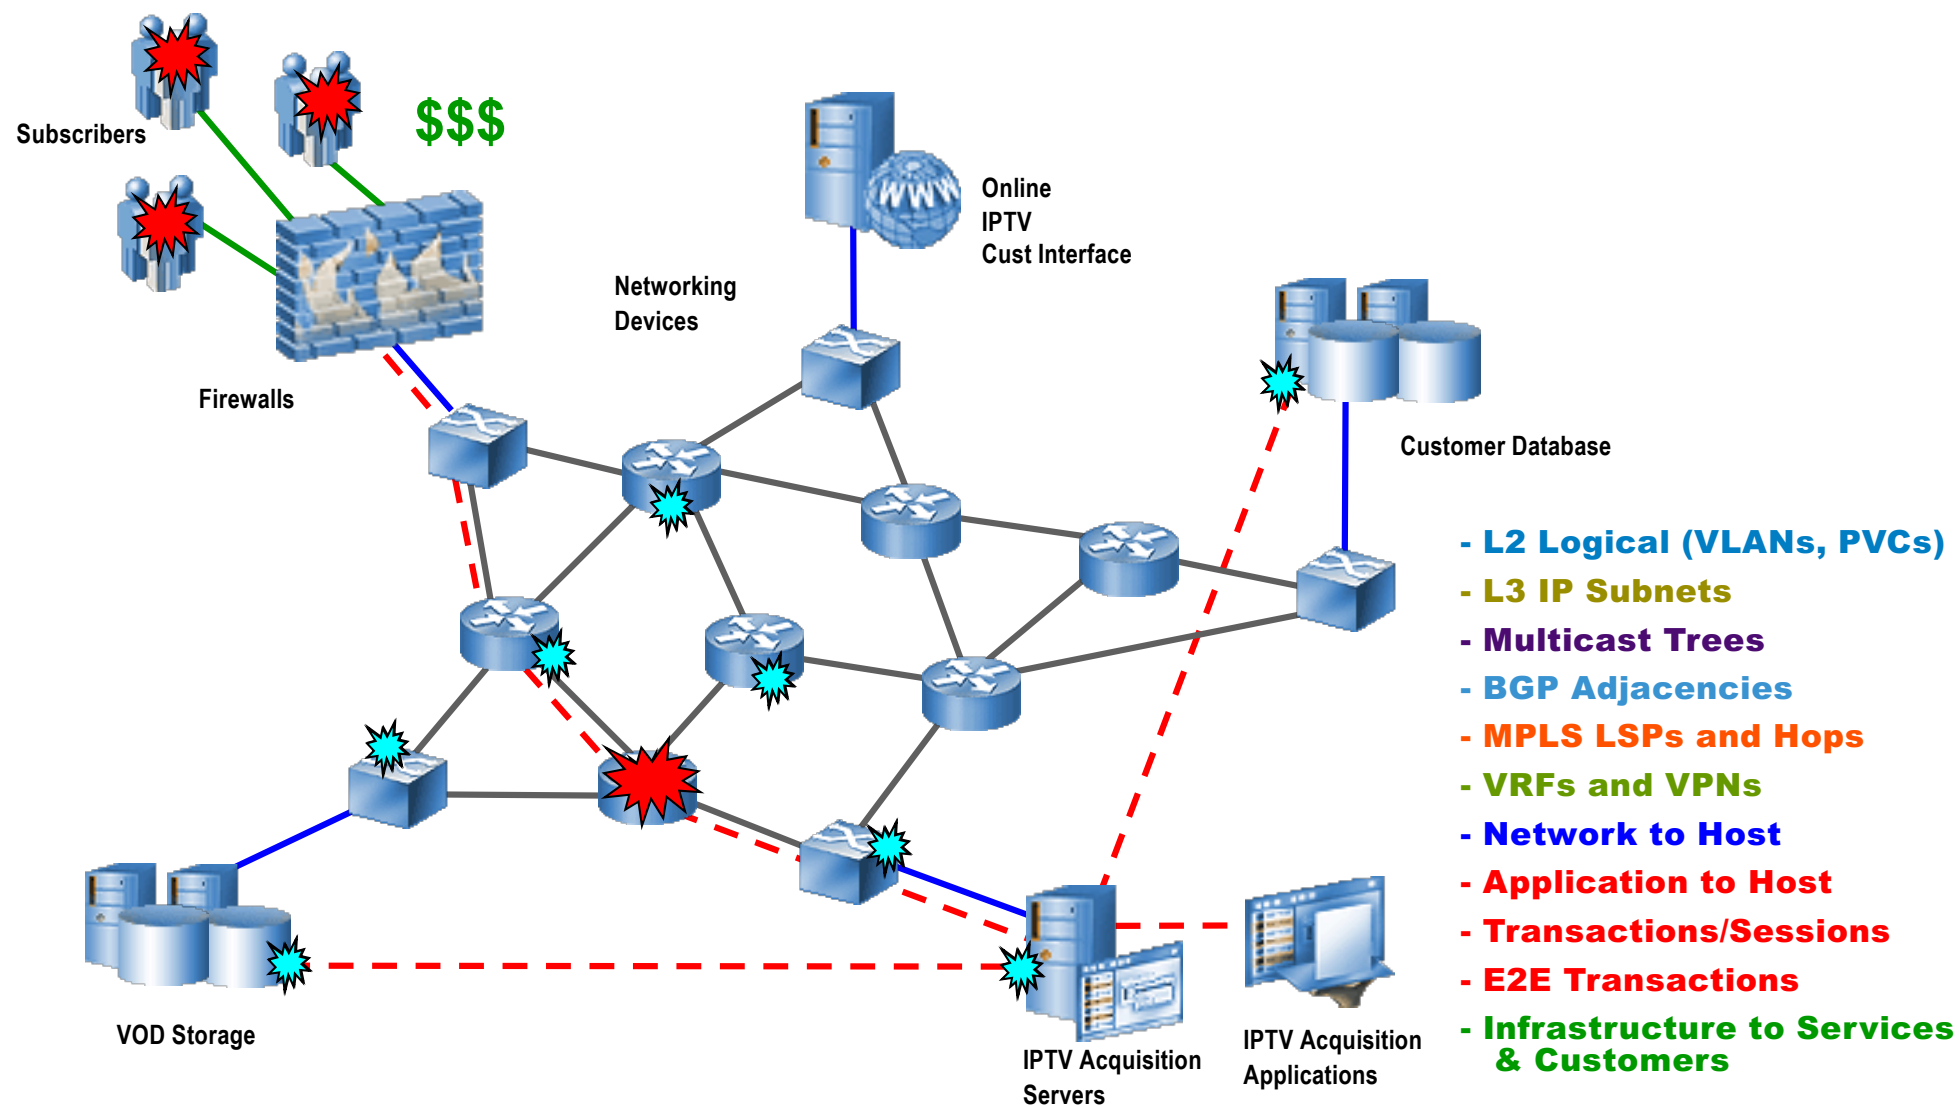 Subscribers
$$$
WWW
Online
IPTV
Cust Interface
Networking
Devices
Firewalls
Customer Database
- L2 Logical (VLANs, PVCs)
- L3 IP Subnets
- Multicast Trees
- BGP Adjacencies
- MPLS LSPs and Hops
- VRFs and VPNs
- Network to Host
- Application to Host
- Transactions/Sessions
- E2E Transactions
- Infrastructure to Services
& Customers
VOD Storage
IPTV Acquisition
Servers
IPTV Acquisition
Applications